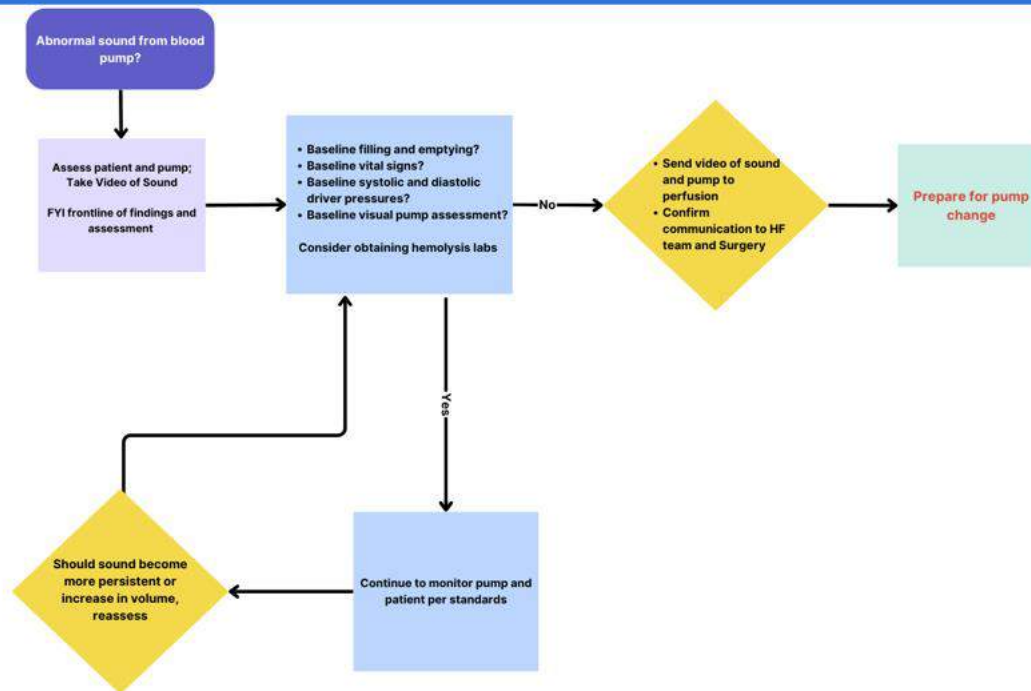 Abnormal sound from blood
pump?
Assess patient and pump;
Take Video of Sound
FYI frontline of findings and
assessment
• Baseline filling and emptying?
• Baseline vital signs?
• Baseline systolic and diastolic
driver pressures?
• Baseline visual pump assessment?
Consider obtaining hemolysis labs
No
• Send video of sound
and pump to
perfusion
• Confirm
communication to HF
team and Surgery
Prepare for pump
change
Yes
Continue to monitor pump and
patient per standards
Should sound become
more persistent or
increase in volume,
reassess